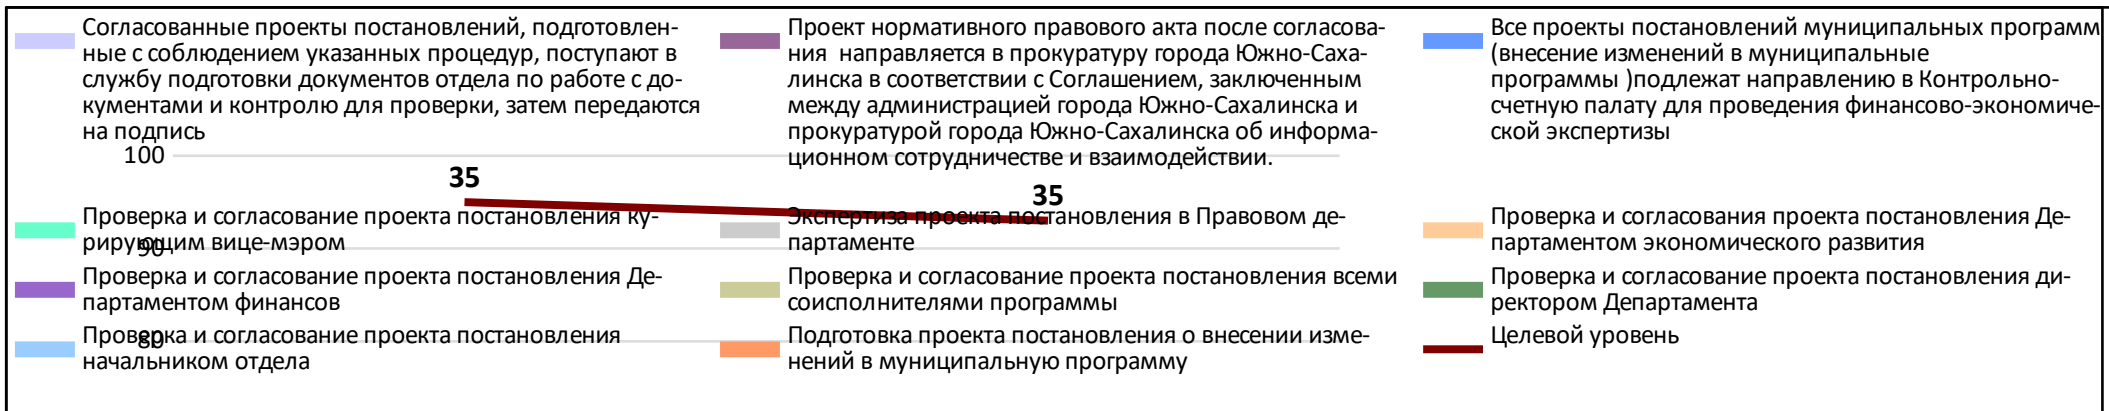 Согласованные проекты постановлений, подготовлен-
ные с соблюдением указанных процедур, поступают в
службу подготовки документов отдела по работе с до-
кументами и контролю для проверки, затем передаются
на подпись
Проект нормативного правового акта после согласова-
ния направляется в прокуратуру города Южно-Саха-
линска в соответствии с Соглашением, заключенным
между администрацией города Южно-Сахалинска и
прокуратурой города Южно-Сахалинска об информа-
ционном сотрудничестве и взаимодействии.
Все проекты постановлений муниципальных программ
(внесение изменений в муниципальные
программы )подлежат направлению в Контрольно-
счетную палату для проведения финансово-экономиче-
ской экспертизы
100
35
35
Проверка и согласование проекта постановления ку-
рирующим вице-мэром
Экспертиза проекта постановления в Правовом де-
партаменте
Проверка и согласования проекта постановления Де-
партаментом экономического развития
90
Проверка и согласование проекта постановления Де-
партаментом финансов
Проверка и согласование проекта постановления всеми
соисполнителями программы
Проверка и согласование проекта постановления ди-
ректором Департамента
Проверка и согласование проекта постановления
начальником отдела
80
Подготовка проекта постановления о внесении изме-
нений в муниципальную программу
Целевой уровень